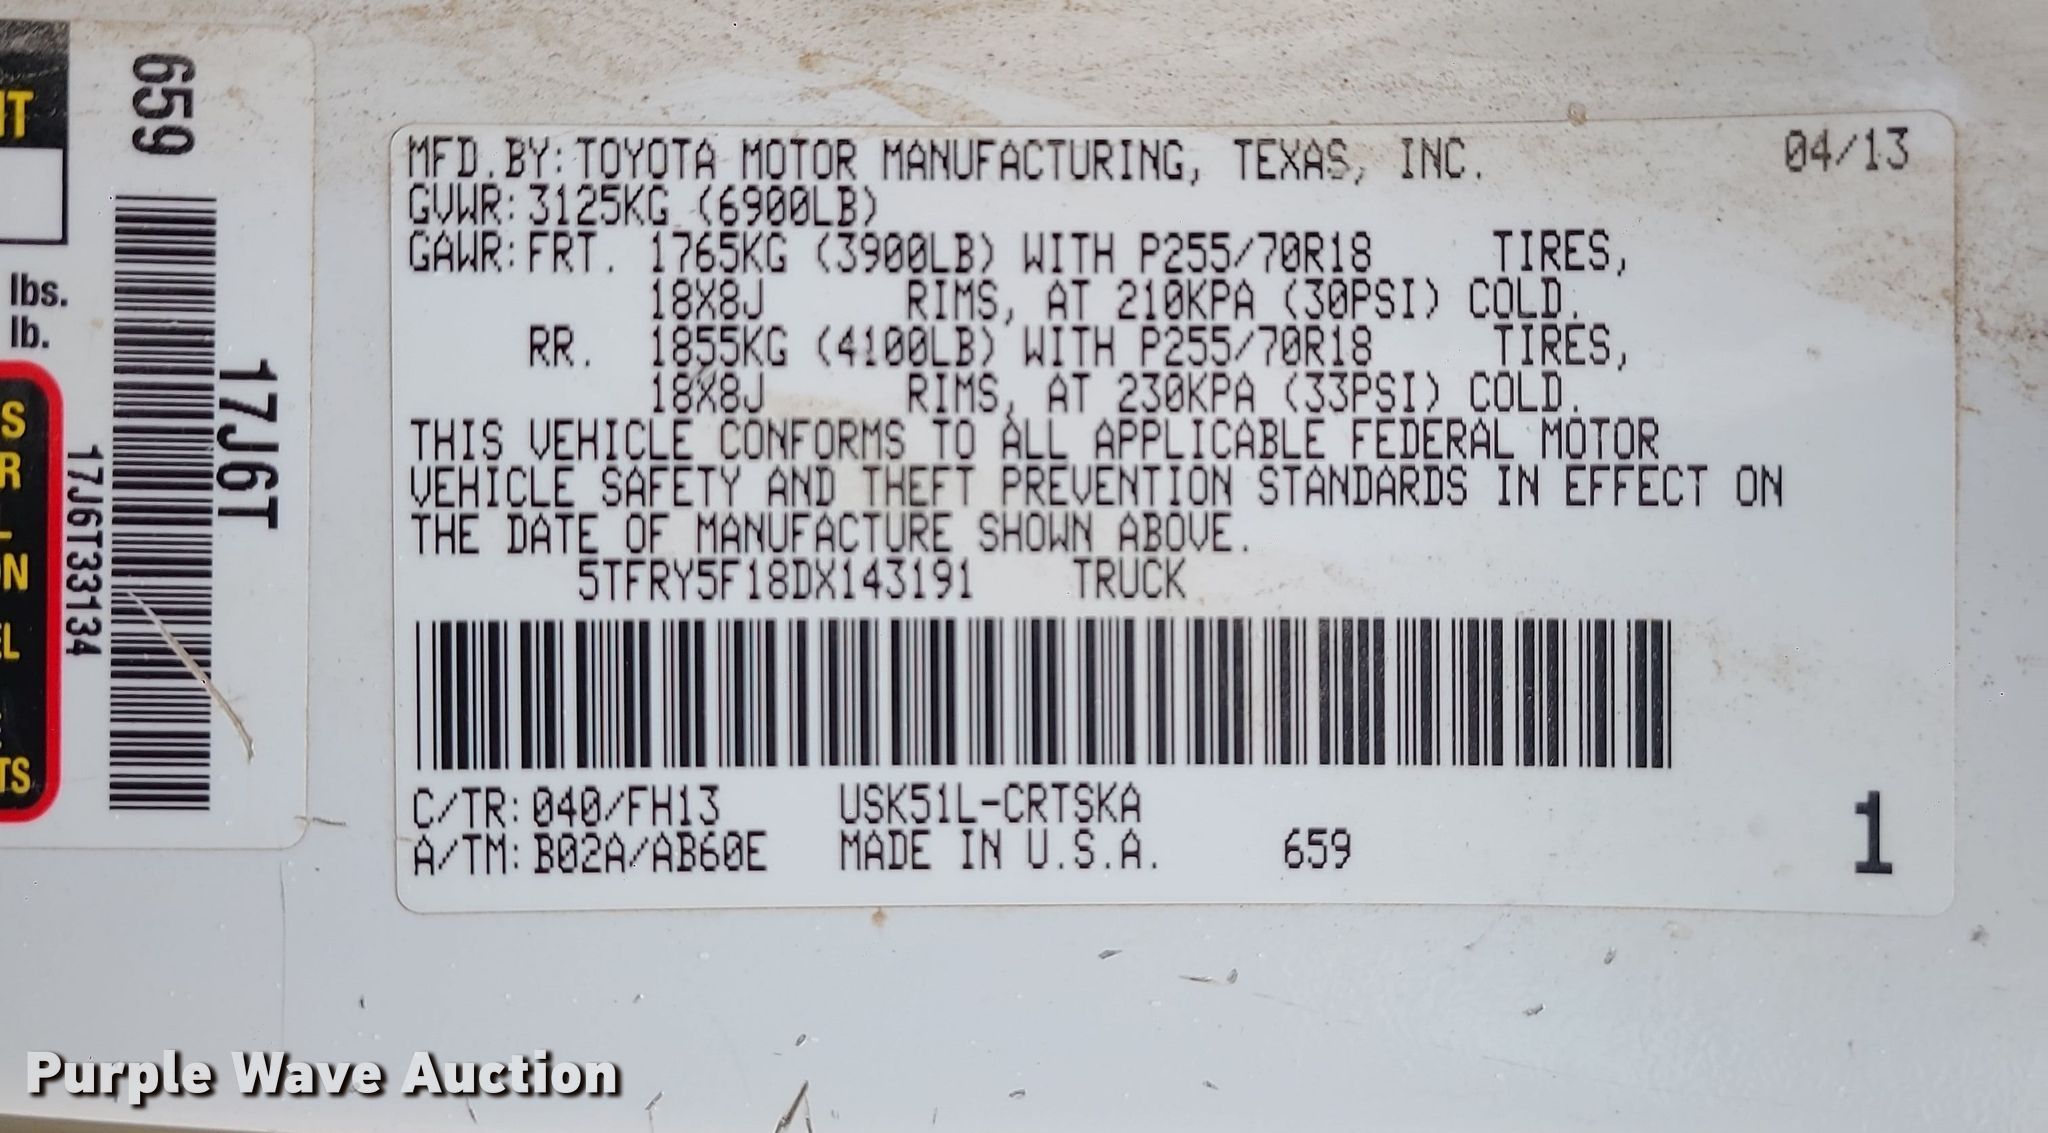 MFD.BY:TOYOTA MOTOR MANUFACTURING, TEXAS, INC. 04/13
GVWR:3125KG (6900LB)
GAWR:FRT. 1765KG (3900LB) WITH P255/70R18 TIRES,
18X8J RIMS, AT 210KPA (30PSI) COLD.
RR. 1855KG (4100LB) WITH P255/70R18 TIRES,
18X8J RIMS, AT 230KPA (33PSI) COLD.
THIS VEHICLE CONFORMS TO ALL APPLICABLE FEDERAL MOTOR
VEHICLE SAFETY AND THEFT PREVENTION STANDARDS IN EFFECT ON
THE DATE OF MANUFACTURE SHOWN ABOVE.
5TFRY5F18DX143191 TRUCK
C/TR:040/FH13 USK51L-CRTSKA
A/TM:B02A/AB60E MADE IN U.S.A. 659
1
659
17J6T
17J6T33134
lbs.
lb.
Purple Wave Auction